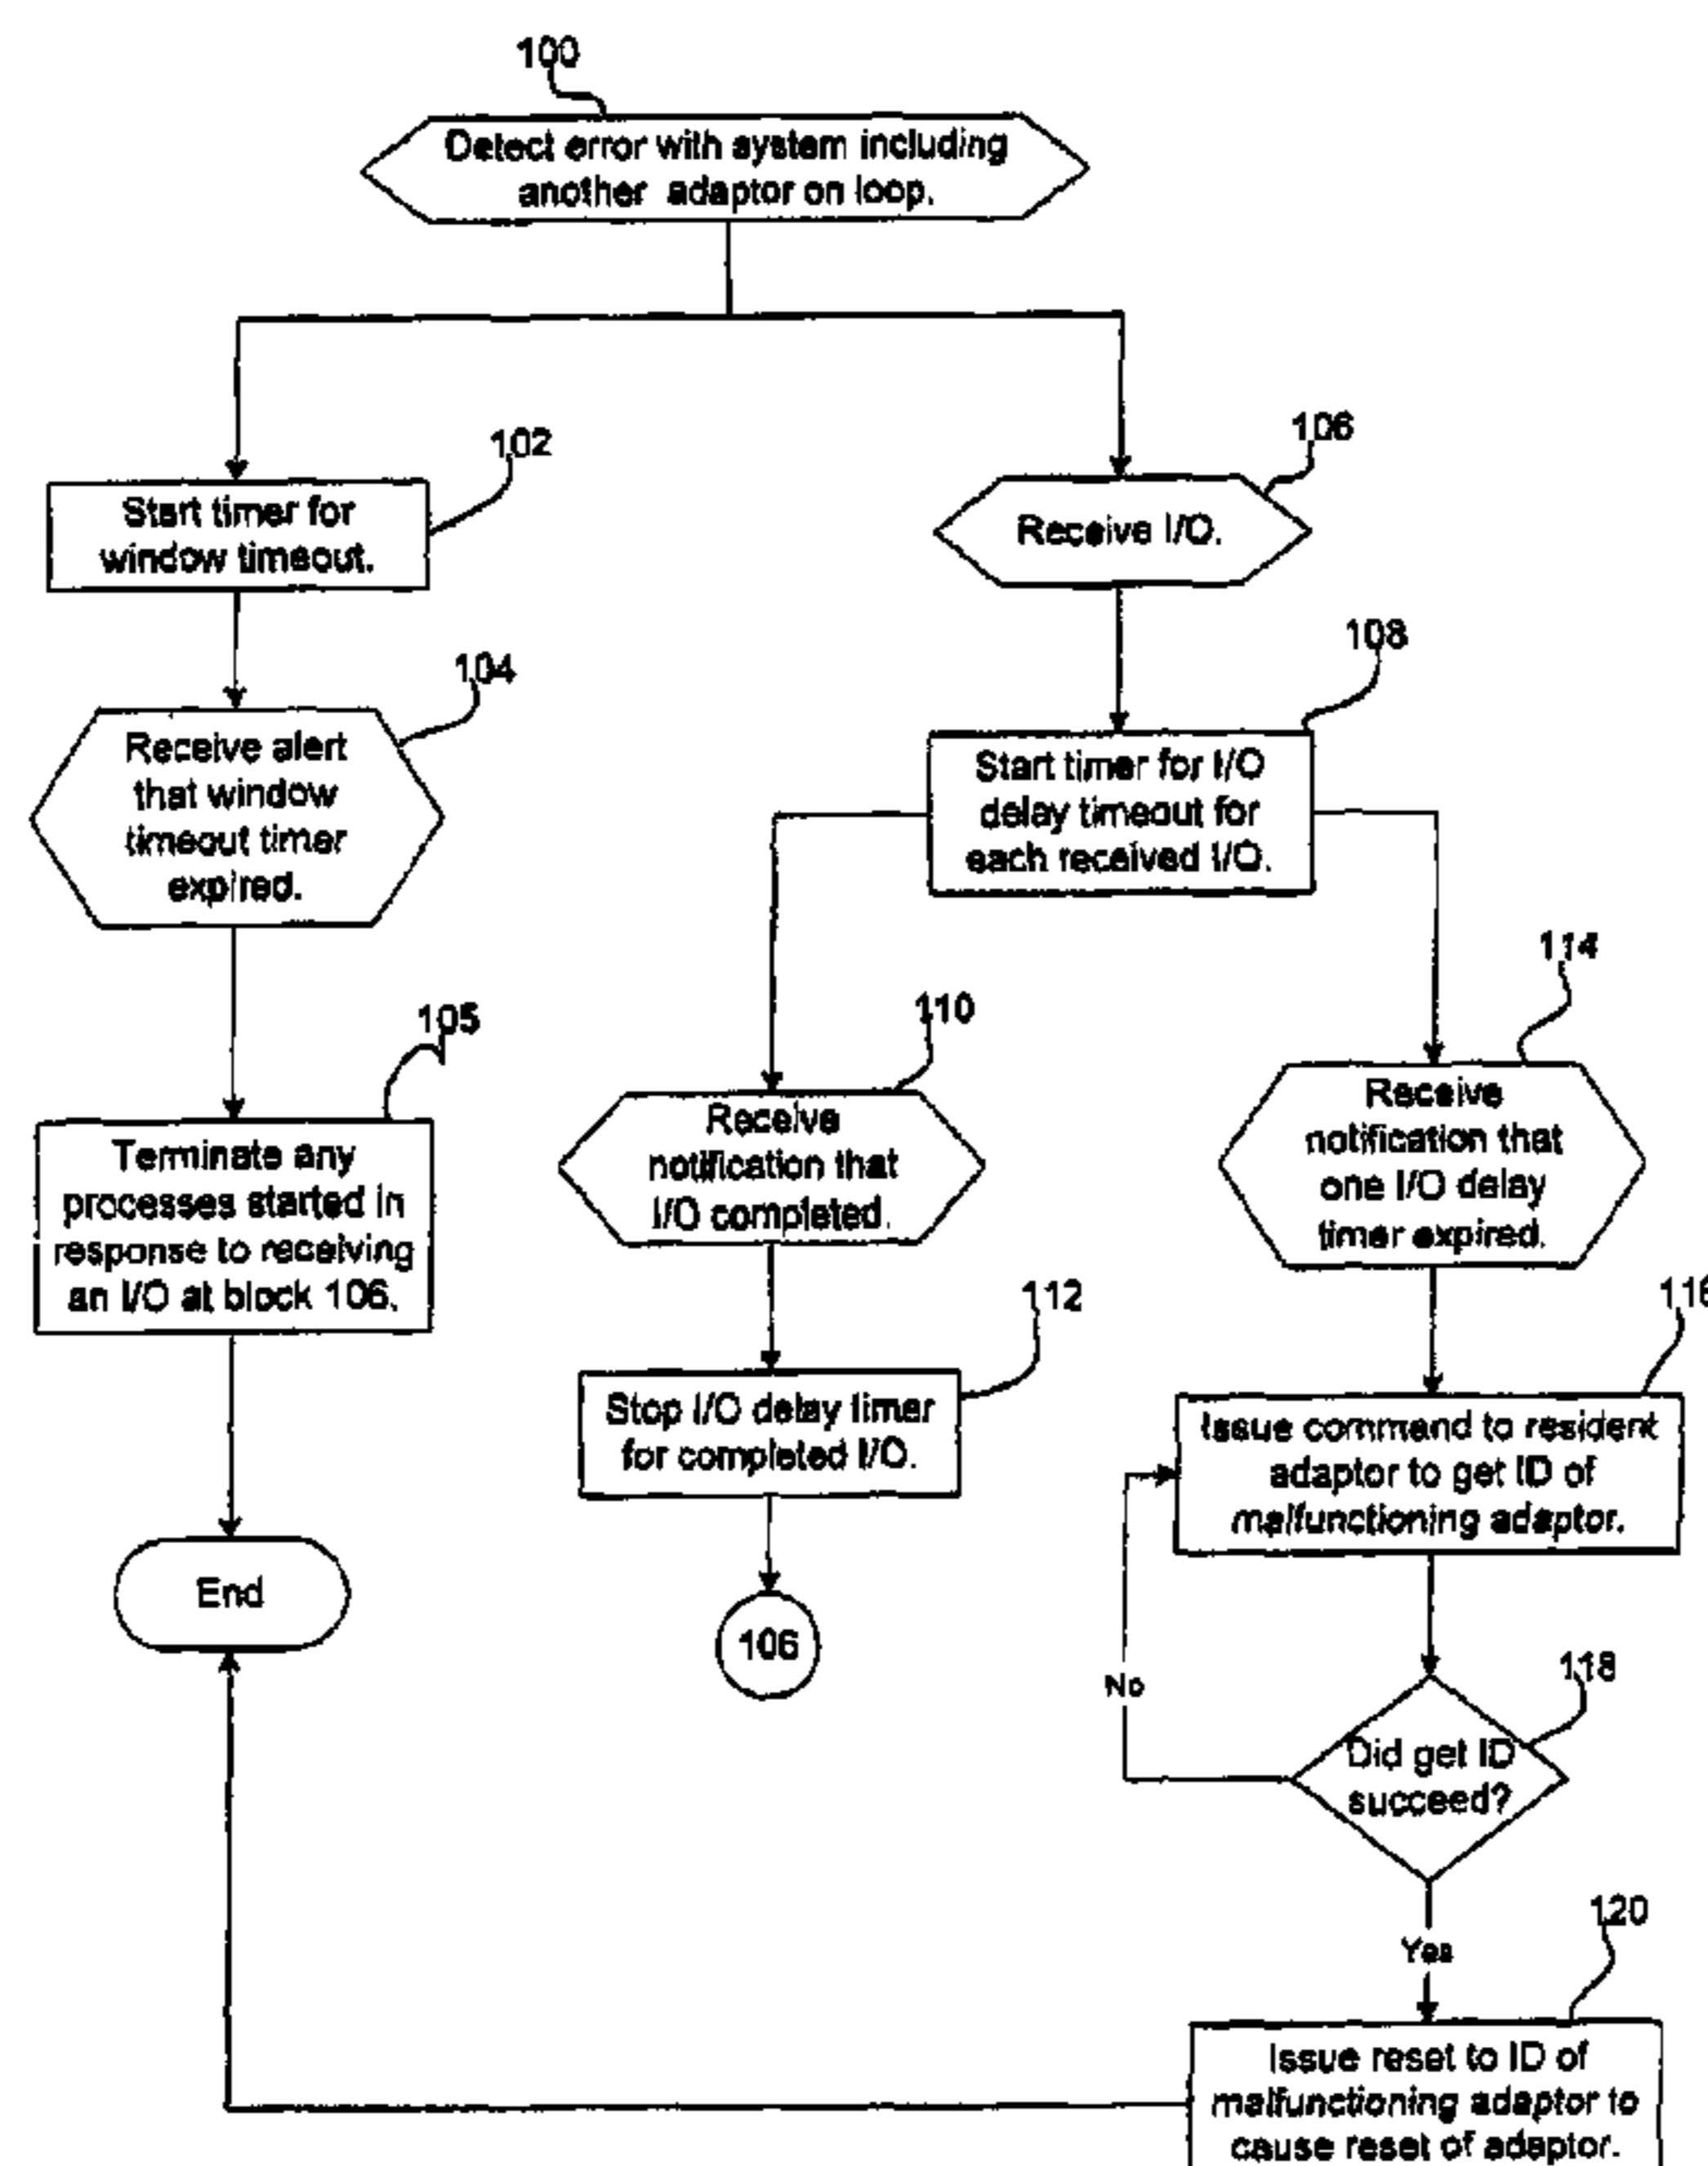 100
Detect error with system including
another adaptor on loop.
102
Start timer for
window timeout.
106
Receive I/O.
104
Receive alert
that window
timeout timer
expired.
108
Start timer for I/O
delay timeout for
each received I/O.
105
Terminate any
processes started in
response to receiving
an I/O at block 106.
110
Receive
notification that
I/O completed.
114
Receive
notification that
one I/O delay
timer expired.
112
Stop I/O delay timer
for completed I/O.
116
Issue command to resident
adaptor to get ID of
malfunctioning adaptor.
End
106
No
118
Did get ID
succeed?
Yes
120
Issue reset to ID of
malfunctioning adaptor to
cause reset of adaptor.